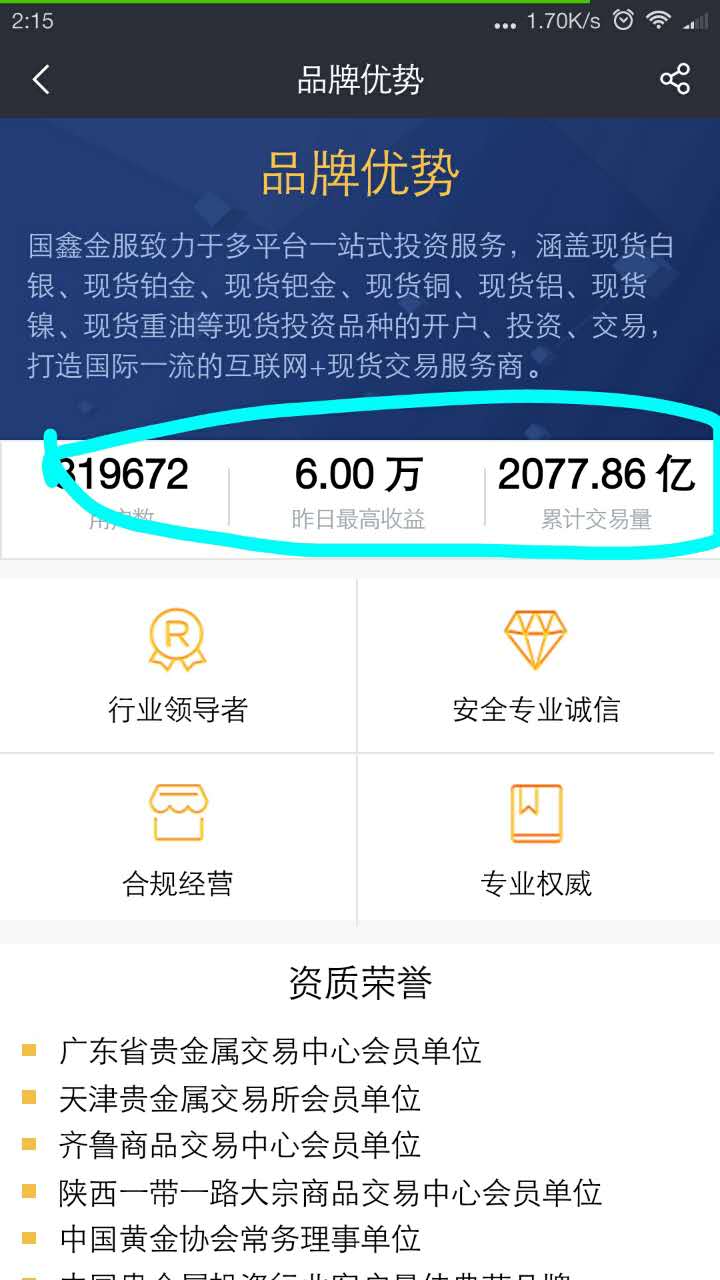 2:15
... 1.70K/s
品牌优势
品牌优势
国鑫金服致力于多平台一站式投资服务，涵盖现货白
银、现货铂金、现货钯金、现货铜、现货铝、现货
镍、现货重油等现货投资品种的开户、投资、交易，
打造国际一流的互联网+现货交易服务商。
319672 6.00 万 2077.86 亿
用户数 昨日最高收益 累计交易量
行业领导者 安全专业诚信
合规经营 专业权威
资质荣誉
广东省贵金属交易中心会员单位
天津贵金属交易所会员单位
齐鲁商品交易中心会员单位
陕西一带一路大宗商品交易中心会员单位
中国黄金协会常务理事单位